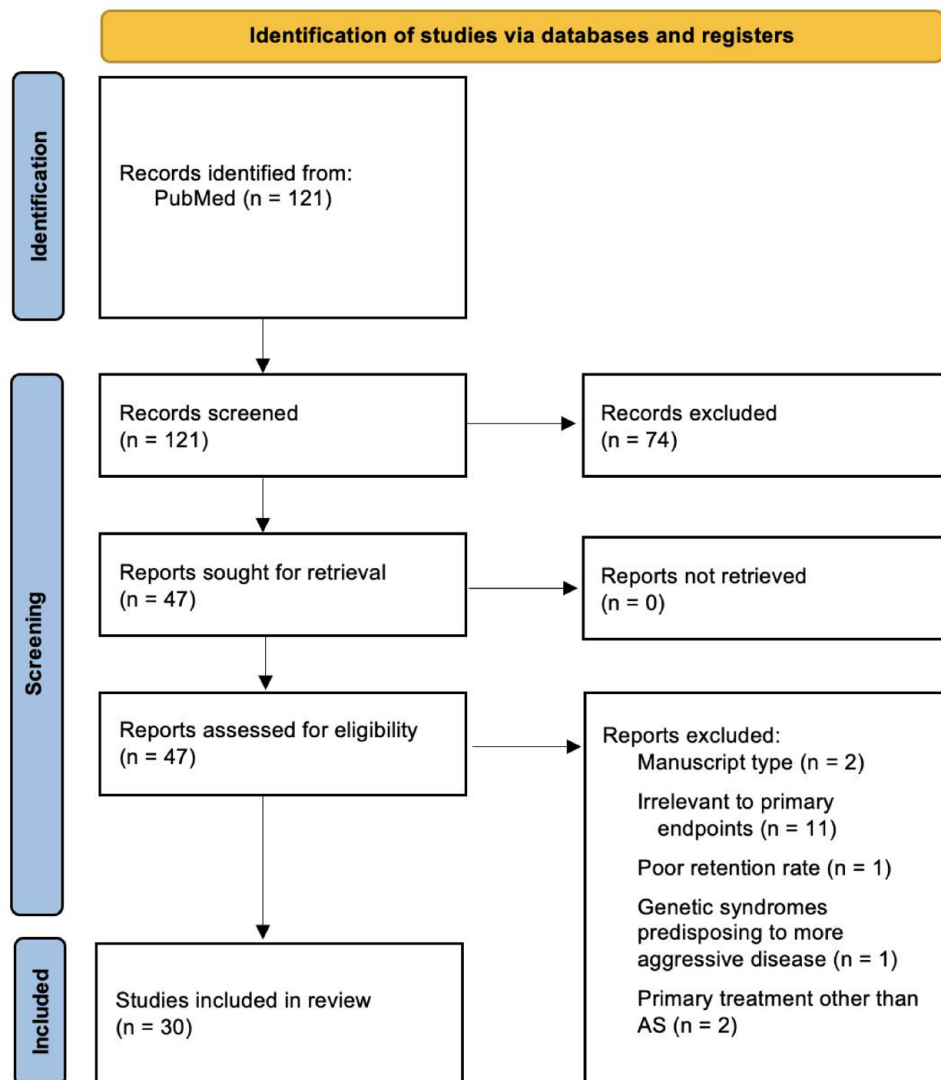 Identification of studies via databases and registers
Identification
Records identified from:
PubMed (n = 121)
Screening
Records screened
(n = 121)
Records excluded
(n = 74)
Reports sought for retrieval
(n = 47)
Reports not retrieved
(n = 0)
Reports assessed for eligibility
(n = 47)
Reports excluded:
Manuscript type (n = 2)
Irrelevant to primary
endpoints (n = 11)
Poor retention rate (n = 1)
Genetic syndromes
predisposing to more
aggressive disease (n = 1)
Primary treatment other than
AS (n = 2)
Included
Studies included in review
(n = 30)